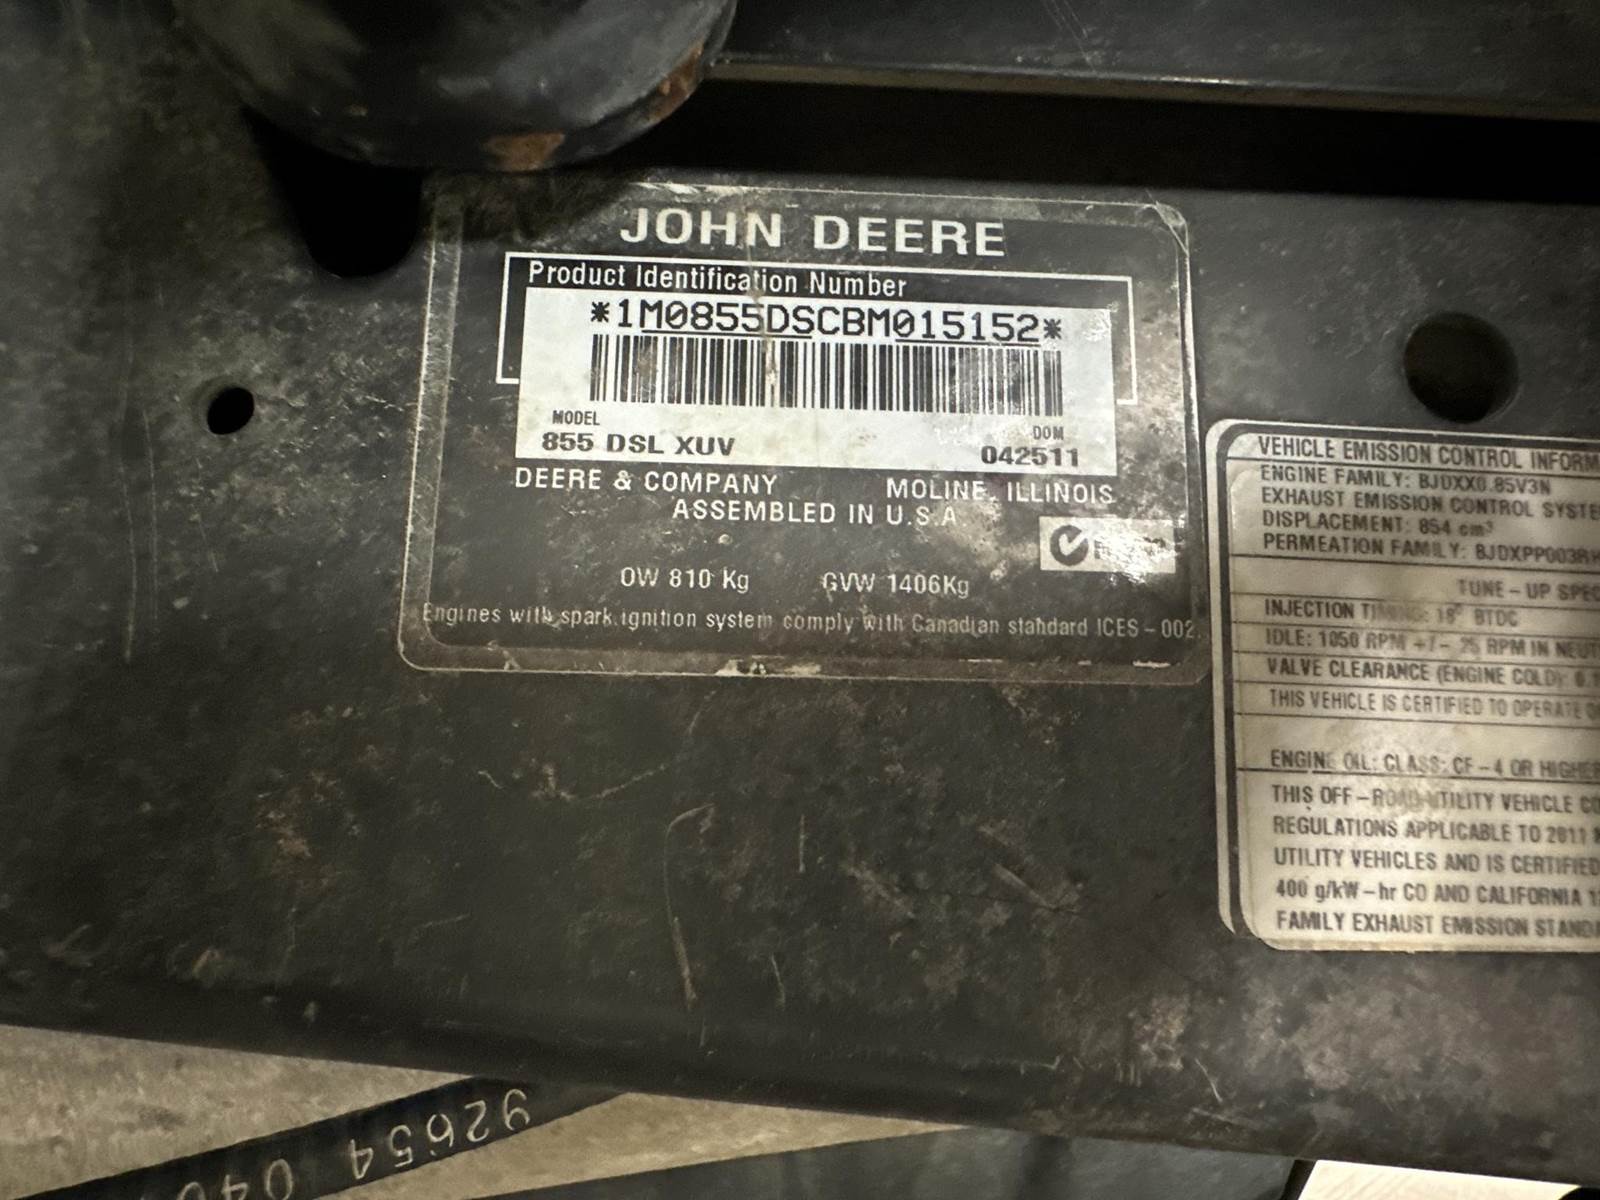 JOHN DEERE
Product Identification Number
*1M0855DSCBM015152*
MODEL
DOM
855 DSL XUV
042511
DEERE & COMPANY
MOLINE, ILLINOIS
ASSEMBLED IN U.S.A
OW 810 Kg
GVW 1406Kg
Engines with spark ignition system comply with Canadian standard ICES-002.
VEHICLE EMISSION CONTROL INFORM
ENGINE FAMILY: BJDXX0.85V3N
EXHAUST EMISSION CONTROL SYSTE
DISPLACEMENT: 854 cm³
PERMEATION FAMILY: BJDXPP003RH
TUNE-UP SPEC
INJECTION TIMING: 18° BTDC
IDLE: 1050 RPM +/- 25 RPM IN NEUT
VALVE CLEARANCE (ENGINE COLD): 0.1
THIS VEHICLE IS CERTIFIED TO OPERATE
ENGINE OIL: CLASS: CF-4 OR HIGHER
THIS OFF-ROAD UTILITY VEHICLE CO
REGULATIONS APPLICABLE TO 2011
UTILITY VEHICLES AND IS CERTIFIED
400 g/kW-hr CO AND CALIFORNIA
FAMILY EXHAUST EMISSION STANDA
92654 040